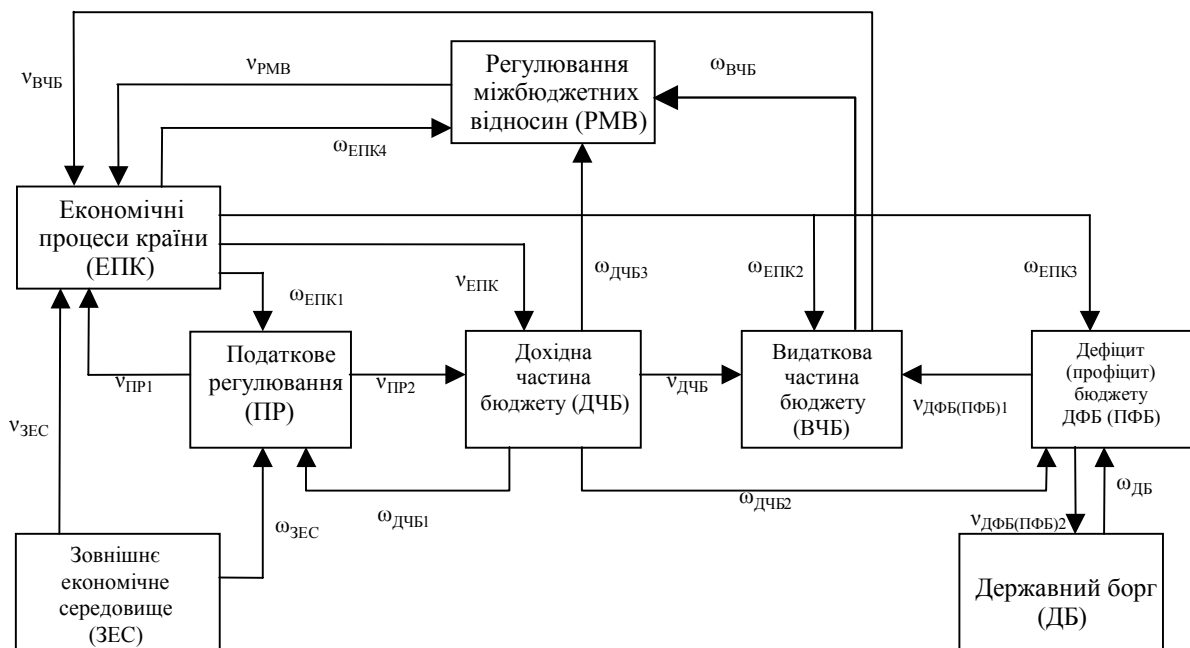 νВЧБ
νРМВ
Регулювання
міжбюджетних
відносин (РМВ)
ωВЧБ
ωЕПК4
Економічні
процеси країни
(ЕПК)
ωЕПК1
νЕПК
ωДЧБ3
ωЕПК2
ωЕПК3
Податкове
регулювання
(ПР)
Дохідна
частина
бюджету (ДЧБ)
Видаткова
частина
бюджету
(ВЧБ)
Дефіцит
(профіцит)
бюджету
ДФБ (ПФБ)
νПР1
νПР2
νДЧБ
νДФБ(ПФБ)1
νЗЕС
ωЗЕС
ωДЧБ1
ωДЧБ2
ωДБ
νДФБ(ПФБ)2
Зовнішнє
економічне
середовище
(ЗЕС)
Державний борг
(ДБ)